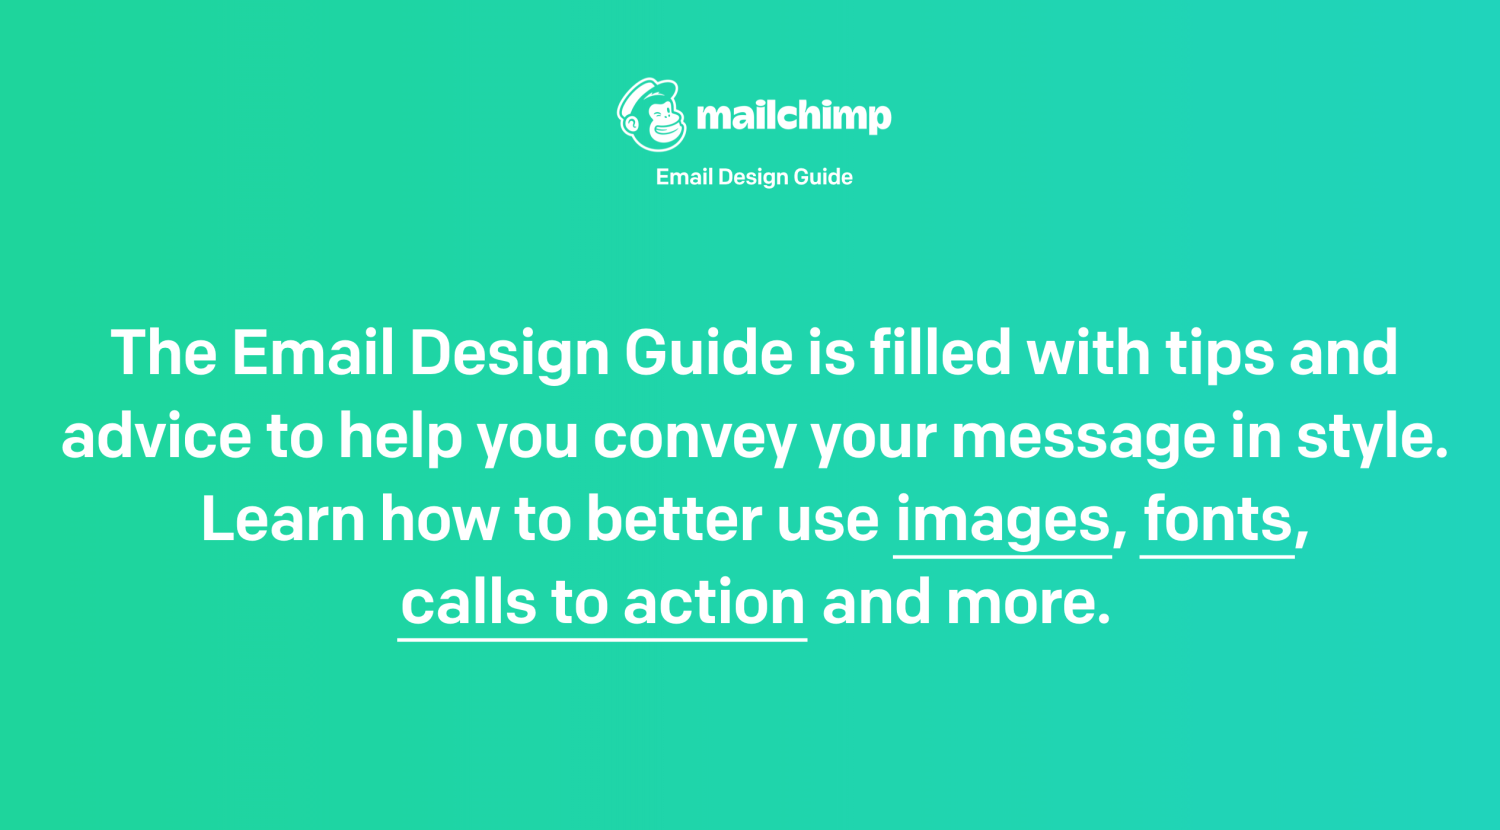 mailchimp
Email Design Guide
The Email Design Guide is filled with tips and
advice to help you convey your message in style.
Learn how to better use images, fonts,
calls to action and more.